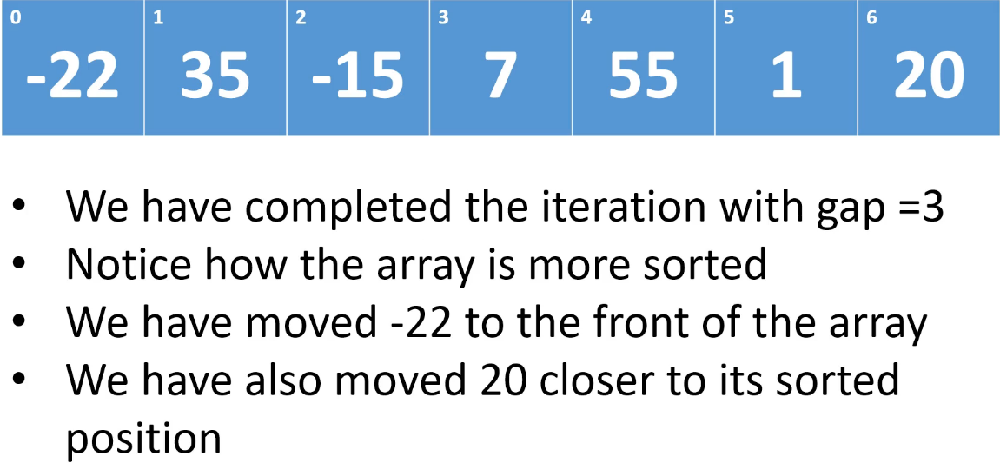 0 1 2 3 4 5 6
-22 35 -15 7 55 1 20
• We have completed the iteration with gap =3
• Notice how the array is more sorted
• We have moved -22 to the front of the array
• We have also moved 20 closer to its sorted
position